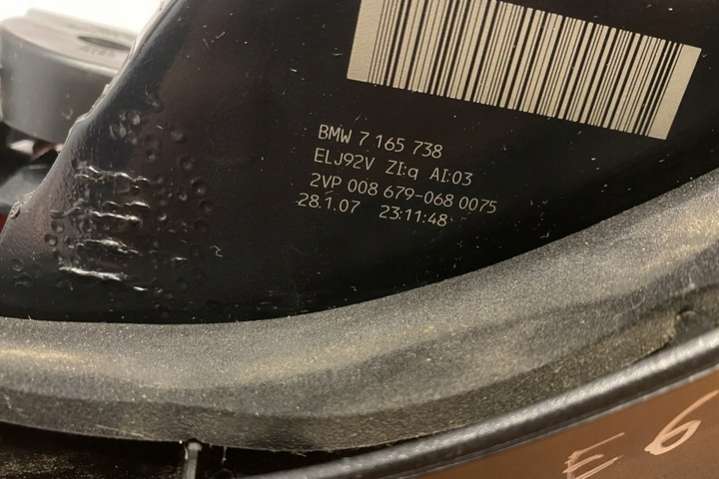 BMW 7 165 738
ELJ92V ZI:q AI:03
2VP 008 679-068 0075
28.1.07 23:11:48
E 6